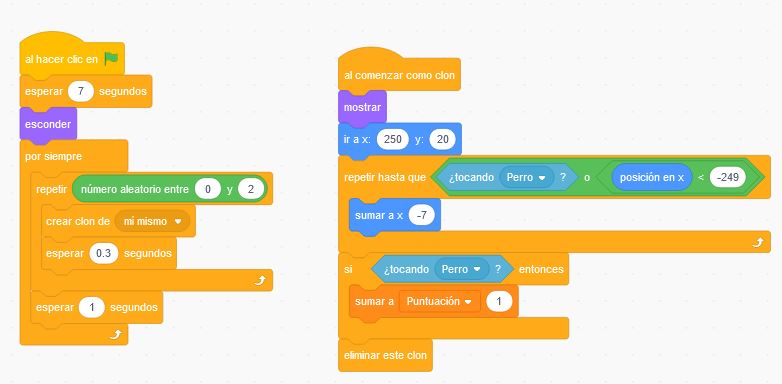 al hacer clic en
esperar 7 segundos
esconder
por siempre
repetir número aleatorio entre 0 y 2
crear clon de mi mismo
esperar 0.3 segundos
esperar 1 segundos
al comenzar como clon
mostrar
ir a x: 250 y: 20
repetir hasta que ¿tocando Perro ? o posición en x < -249
sumar a x -7
si ¿tocando Perro ? entonces
sumar a Puntuación 1
eliminar este clon